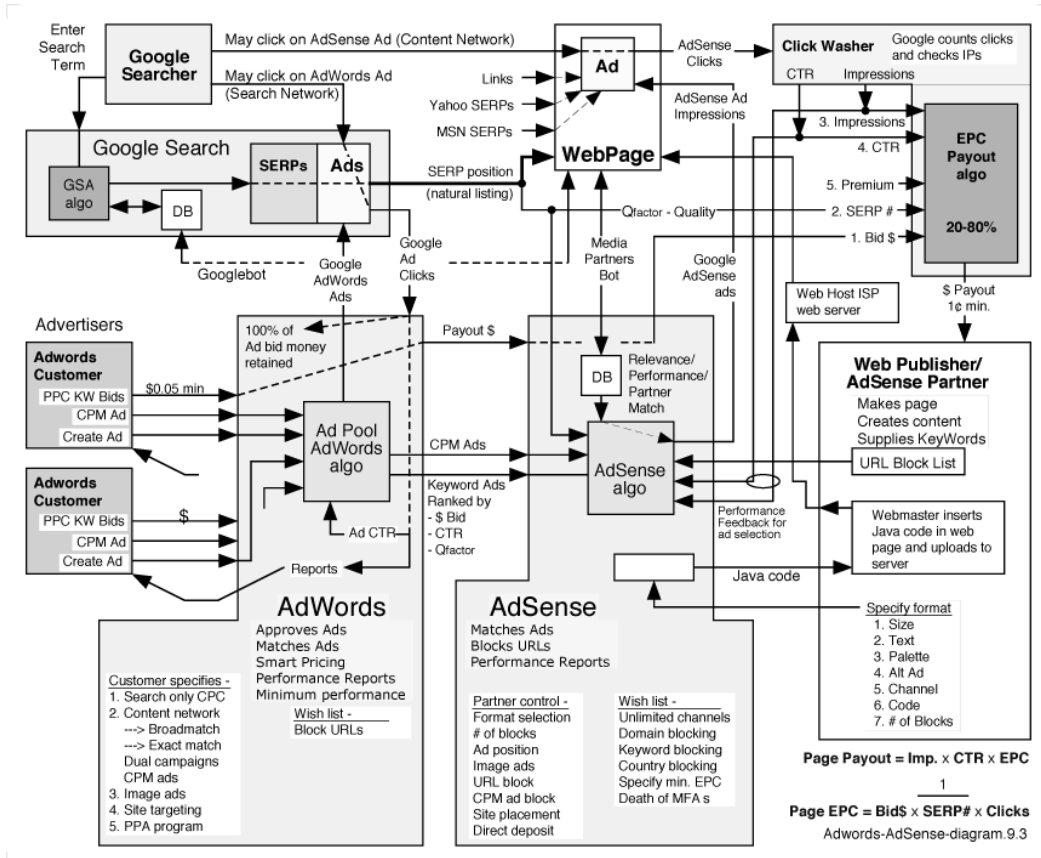 Enter
Search
Term
Google
Searcher
May click on AdSense Ad (Content Network)
May click on AdWords Ad
(Search Network)
Ad
Links
Yahoo SERPs
MSN SERPs
WebPage
AdSense
Clicks
AdSense Ad
Impressions
Click Washer
Google counts clicks
and checks IPs
CTR
Impressions
3. Impressions
4. CTR
5. Premium
2. SERP #
1. Bid $
EPC
Payout
algo
20-80%
Google Search
GSA
algo
DB
SERPs
Ads
SERP position
(natural listing)
Qfactor - Quality
Googlebot
Google
AdWords
Ads
Google
Ad
Clicks
Media
Partners
Bot
Google
AdSense
ads
$ Payout
1¢ min.
Web Host ISP
web server
Advertisers
Adwords
Customer
PPC KW Bids
CPM Ad
Create Ad
$0.05 min
Adwords
Customer
PPC KW Bids
CPM Ad
Create Ad
$
100% of
Ad bid money
retained
Payout $
Ad Pool
AdWords
algo
Ad CTR
Reports
CPM Ads
Keyword Ads
Ranked by
- $ Bid
- CTR
- Qfactor
DB
Relevance/
Performance/
Partner
Match
AdSense
algo
Performance
Feedback for
ad selection
Java code
Web Publisher/
AdSense Partner
Makes page
Creates content
Supplies KeyWords
URL Block List
Webmaster inserts
Java code in web
page and uploads to
server
Specify format
1. Size
2. Text
3. Palette
4. Alt Ad
5. Channel
6. Code
7. # of Blocks
AdWords
Approves Ads
Matches Ads
Smart Pricing
Performance Reports
Minimum performance
Customer specifies -
1. Search only CPC
2. Content network
---> Broadmatch
---> Exact match
Dual campaigns
CPM ads
3. Image ads
4. Site targeting
5. PPA program
Wish list -
Block URLs
AdSense
Matches Ads
Blocks URLs
Performance Reports
Partner control -
Format selection
# of blocks
Ad position
Image ads
URL block
CPM ad block
Site placement
Direct deposit
Wish list -
Unlimited channels
Domain blocking
Keyword blocking
Country blocking
Specify min. EPC
Death of MFA s
Page Payout = Imp. x CTR x EPC
1
Page EPC = Bid$ x SERP# x Clicks
Adwords-AdSense-diagram.9.3